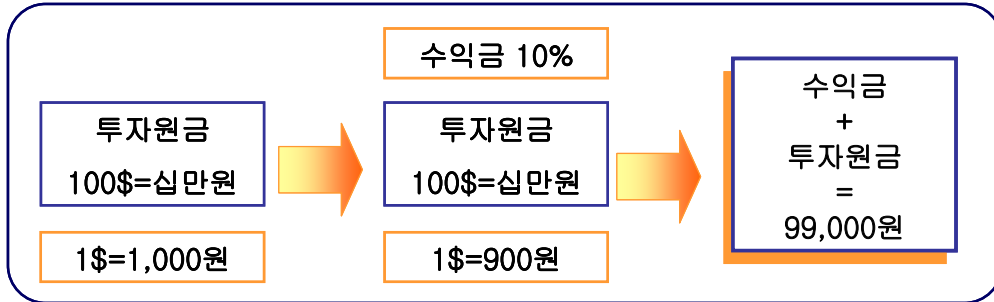 투자원금
100$=십만원
1$=1,000원
수익금 10%
투자원금
100$=십만원
1$=900원
수익금
+
투자원금
=
99,000원